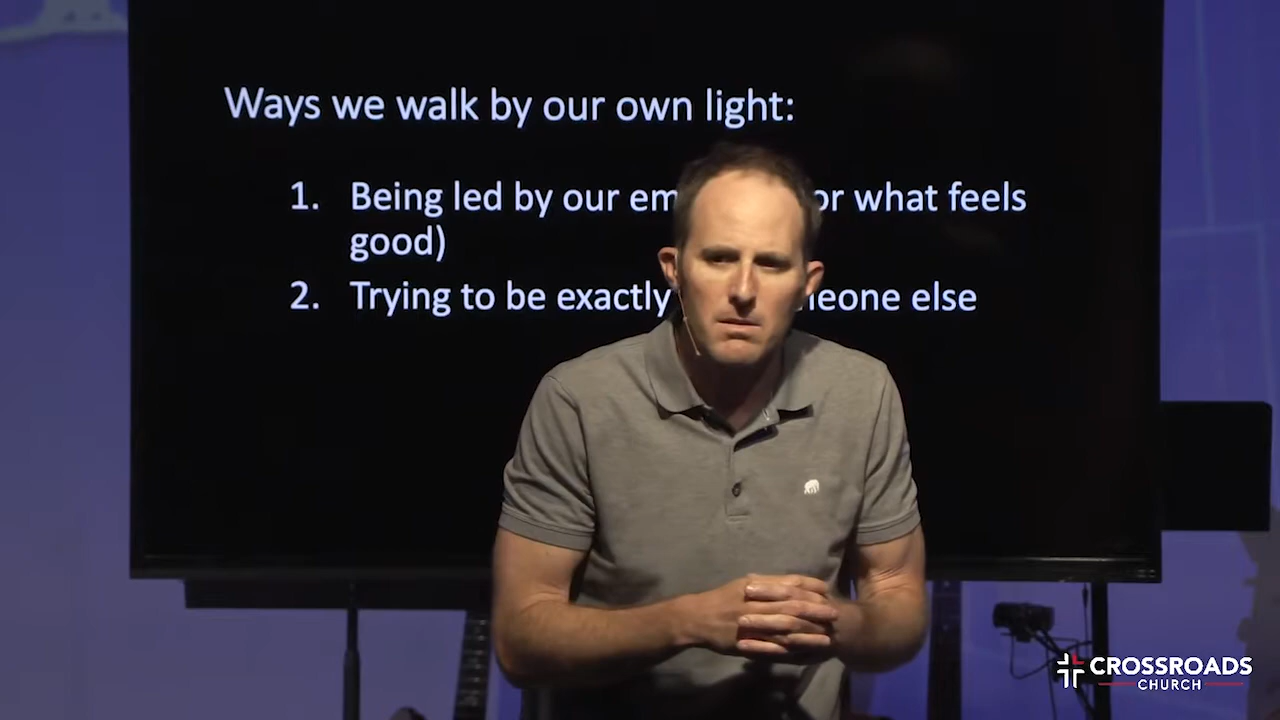 Ways we walk by our own light:
1. Being led by our or what feels
good)
2. Trying to be exactly else
CROSSROADS
CHURCH